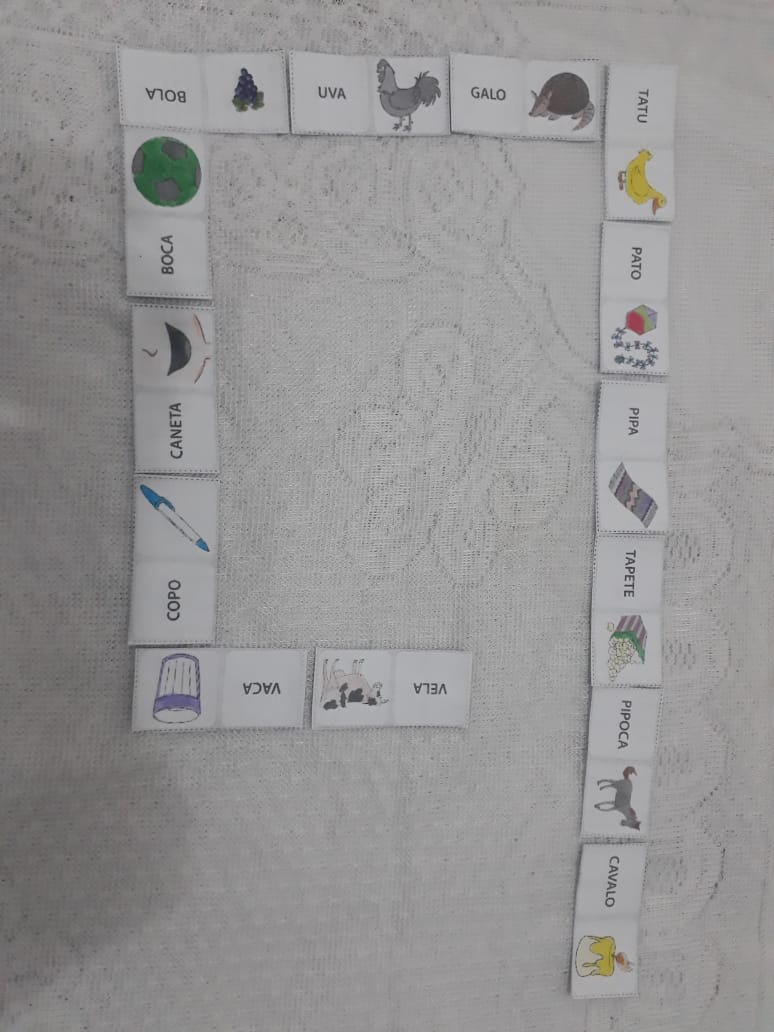 BOLA
UVA
GALO
TATU
PATO
PIPA
TAPETE
PIPOCA
CAVALO
BOCA
CANETA
COPO
VACA
VELA